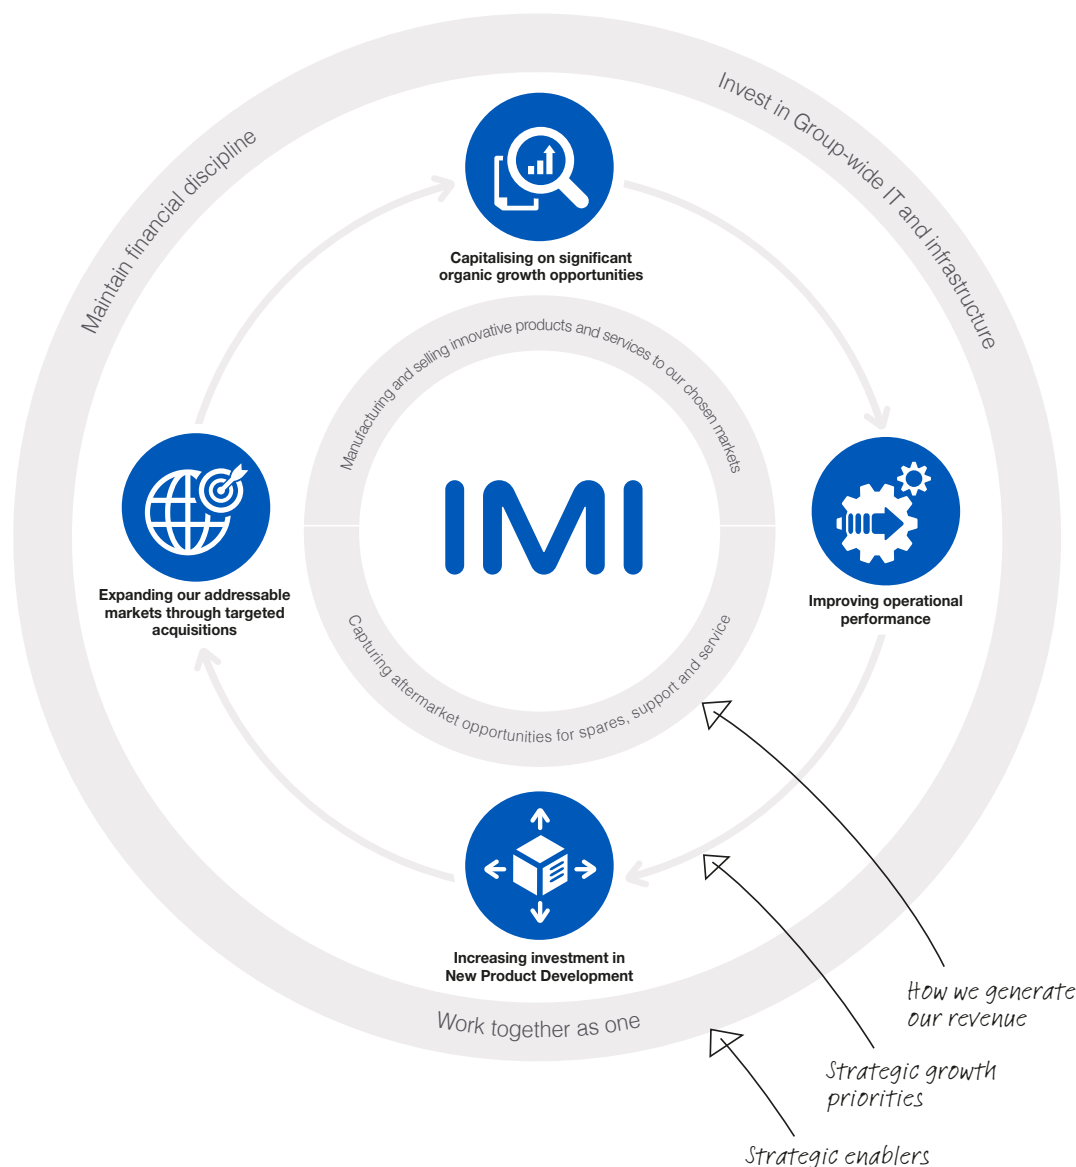 Maintain financial discipline
Invest in Group-wide IT and infrastructure
Capitalising on significant
organic growth opportunities
Manufacturing and selling innovative products and services to our chosen markets
IMI
Expanding our addressable
markets through targeted
acquisitions
Improving operational
performance
Capturing aftermarket opportunities for spares, support and service
Increasing investment in
New Product Development
Work together as one
How we generate
our revenue
Strategic growth
priorities
Strategic enablers